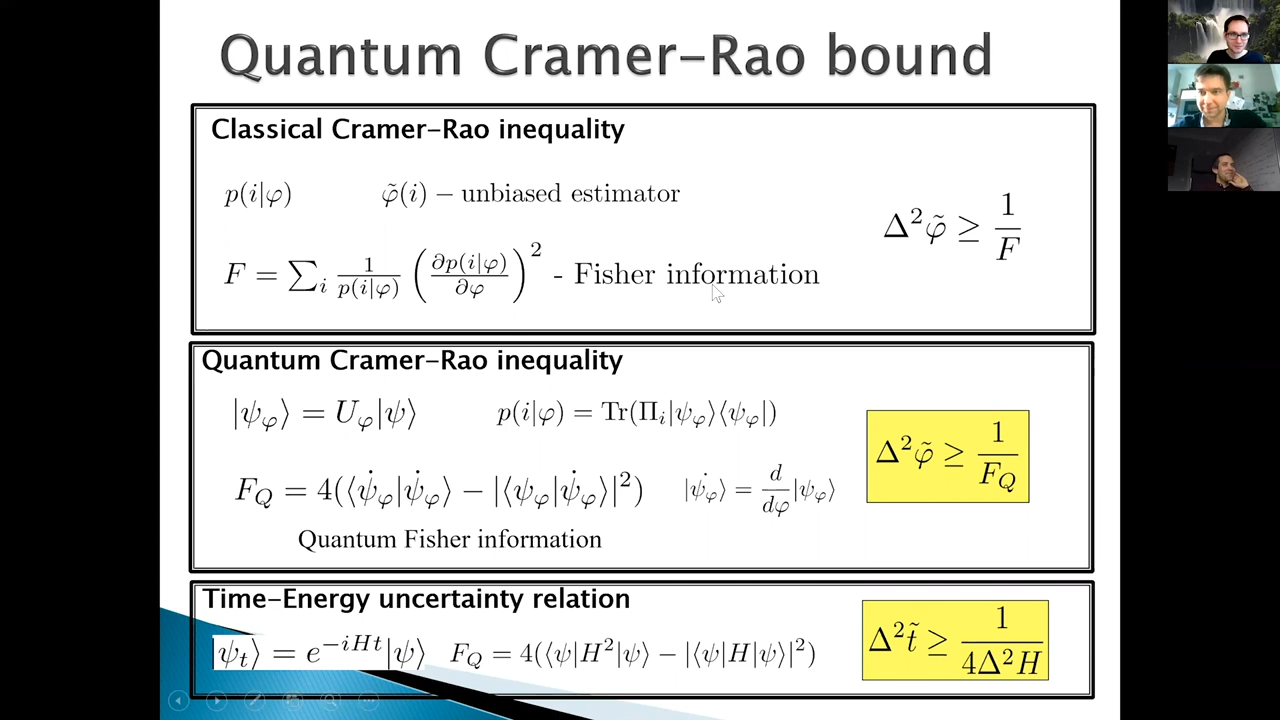 Quantum Cramer-Rao bound
Classical Cramer-Rao inequality
p(i|φ) φ̃(i) − unbiased estimator
F = ∑ᵢ 1/p(i|φ) (∂p(i|φ)/∂φ)² - Fisher information
Δ²φ̃ ≥ 1/F
Quantum Cramer-Rao inequality
|ψ_φ⟩ = U_φ|ψ⟩ p(i|φ) = Tr(Πᵢ|ψ_φ⟩⟨ψ_φ|)
F_Q = 4(⟨ψ̇_φ|ψ̇_φ⟩ − |⟨ψ_φ|ψ̇_φ⟩|²) |ψ̇_φ⟩ = d/dφ |ψ_φ⟩
Δ²φ̃ ≥ 1/F_Q
Quantum Fisher information
Time-Energy uncertainty relation
|ψ_t⟩ = e^{−iHt}|ψ⟩ F_Q = 4(⟨ψ|H²|ψ⟩ − |⟨ψ|H|ψ⟩|²)
Δ²t̃ ≥ 1/4Δ²H